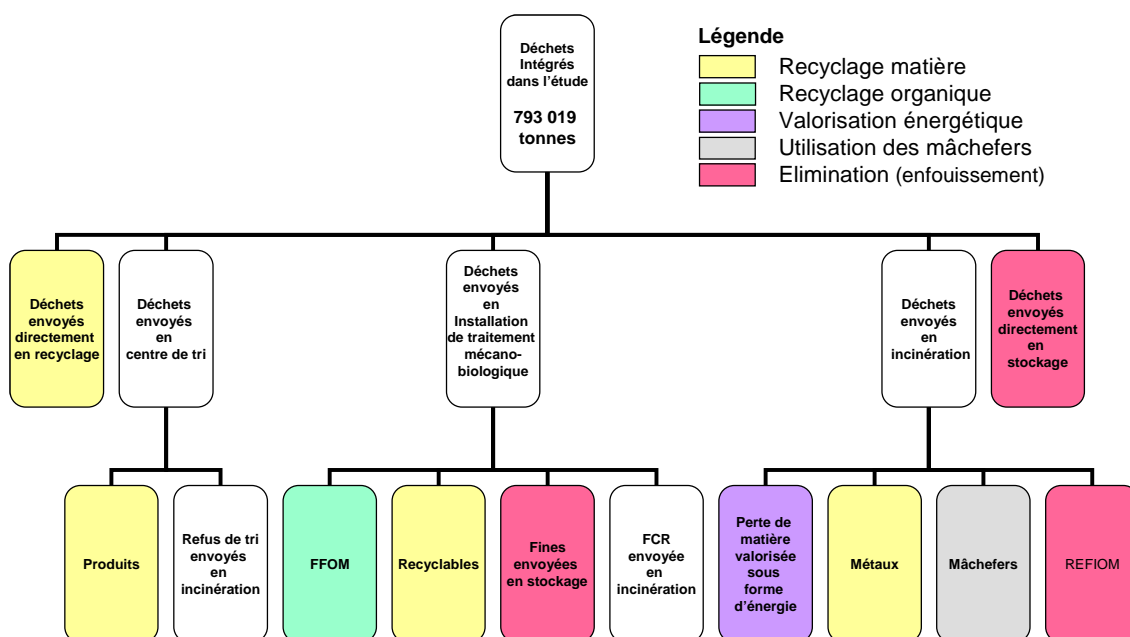 Déchets
Intégrés
dans l'étude
793 019
tonnes
Légende
Recyclage matière
Recyclage organique
Valorisation énergétique
Utilisation des mâchefers
Elimination (enfouissement)
Déchets
envoyés
directement
en recyclage
Déchets
envoyés
en
centre de tri
Déchets
envoyés
en
Installation
de traitement
mécano-
biologique
Déchets
envoyés
en
incinération
Déchets
envoyés
directement
en
stockage
Produits
Refus de tri
envoyés
en
incinération
FFOM
Recyclables
Fines
envoyées
en stockage
FCR
envoyée
en
incinération
Perte de
matière
valorisée
sous
forme
d'énergie
Métaux
Mâchefers
REFIOM